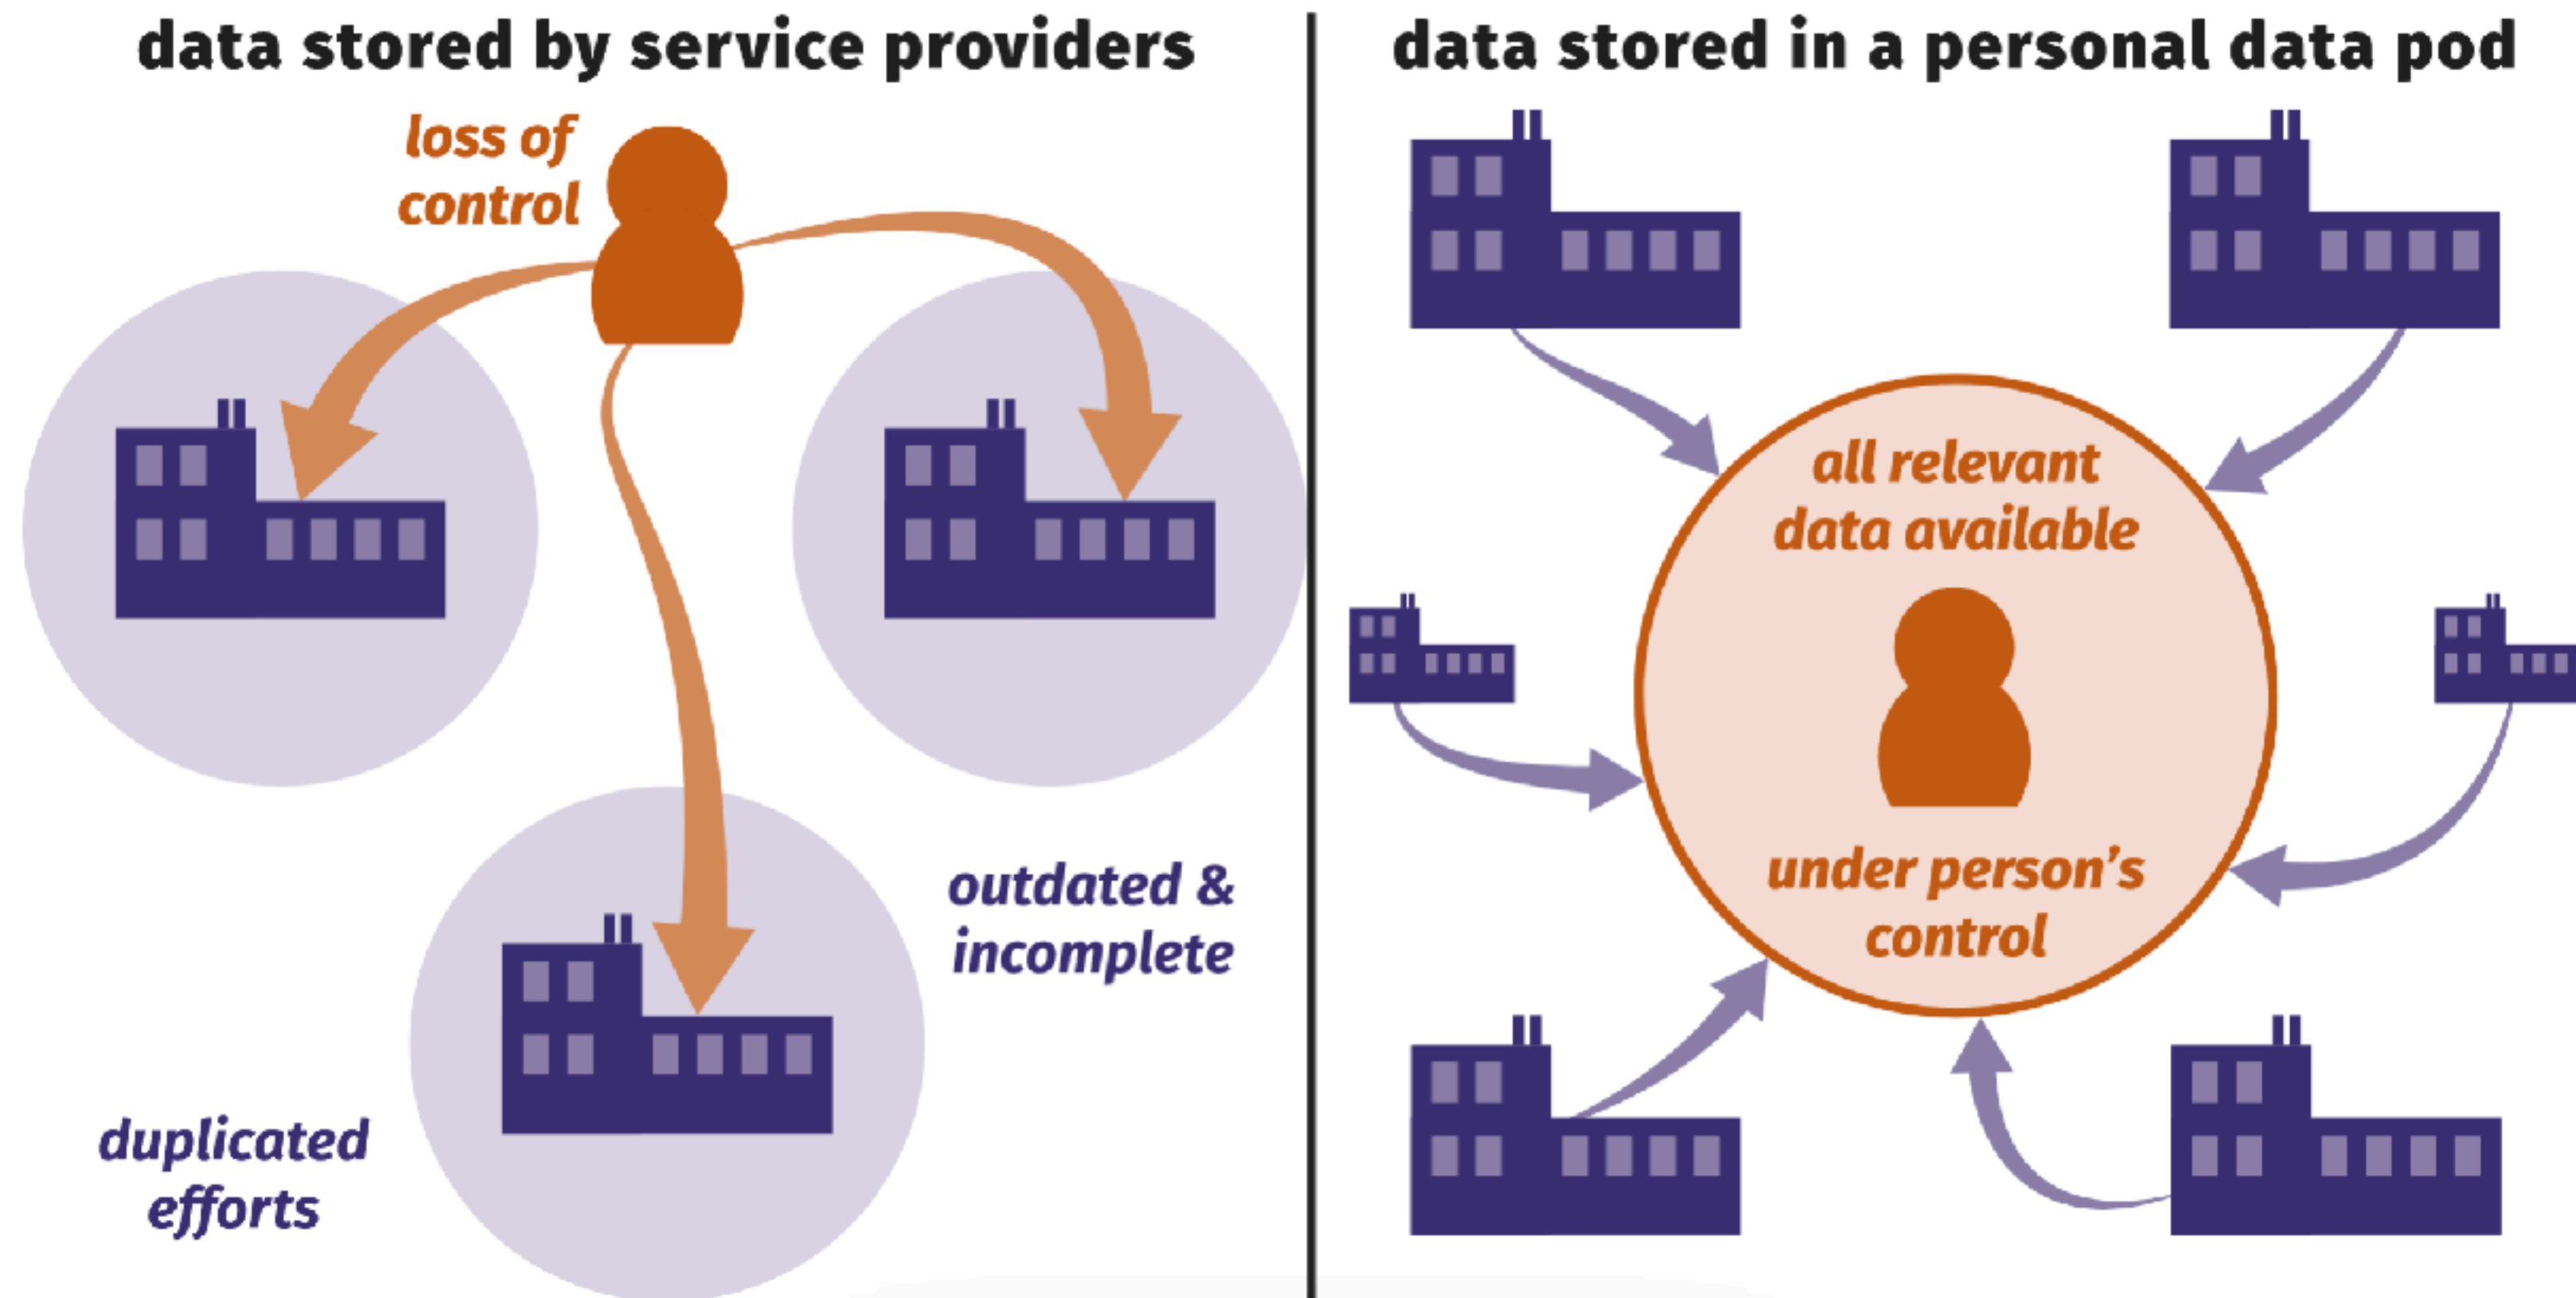 data stored by service providers
loss of
control
outdated &
incomplete
duplicated
efforts
data stored in a personal data pod
all relevant
data available
under person’s
control